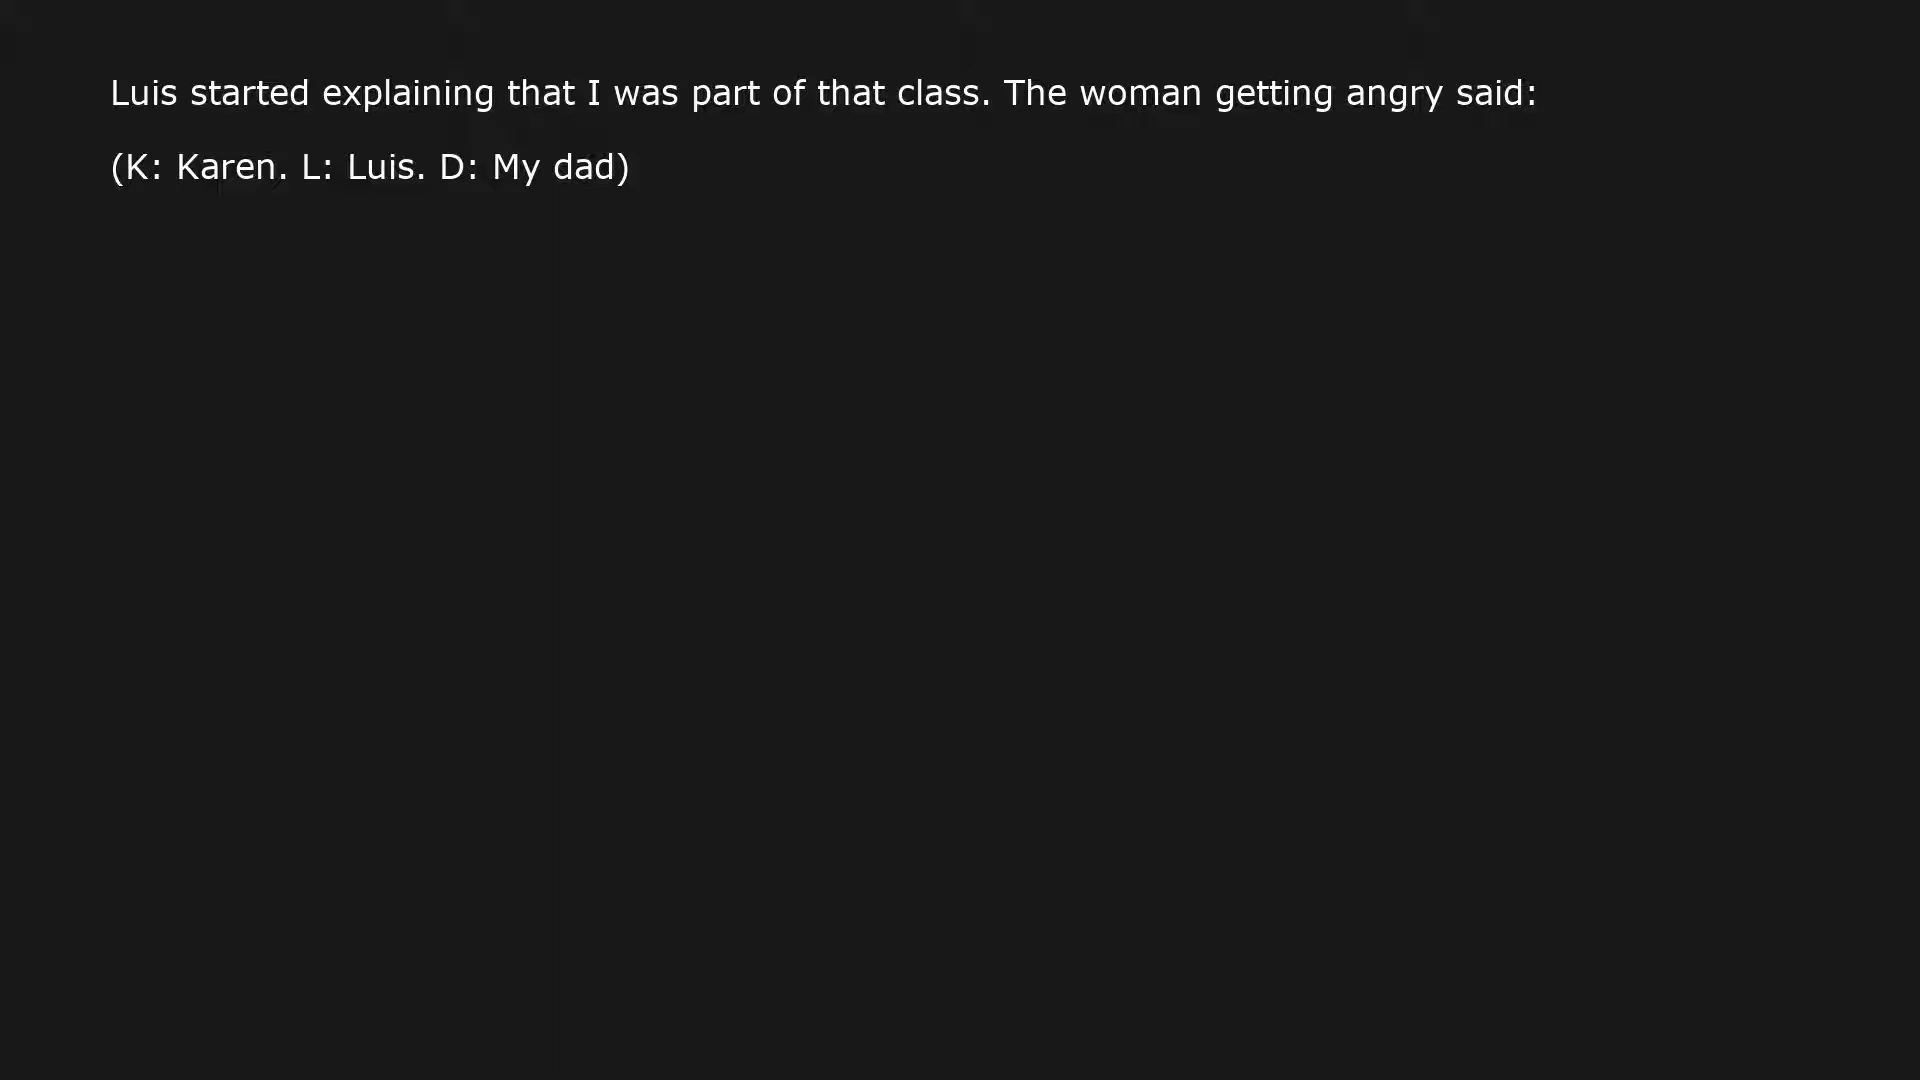 Luis started explaining that I was part of that class. The woman getting angry said:
(K: Karen. L: Luis. D: My dad)